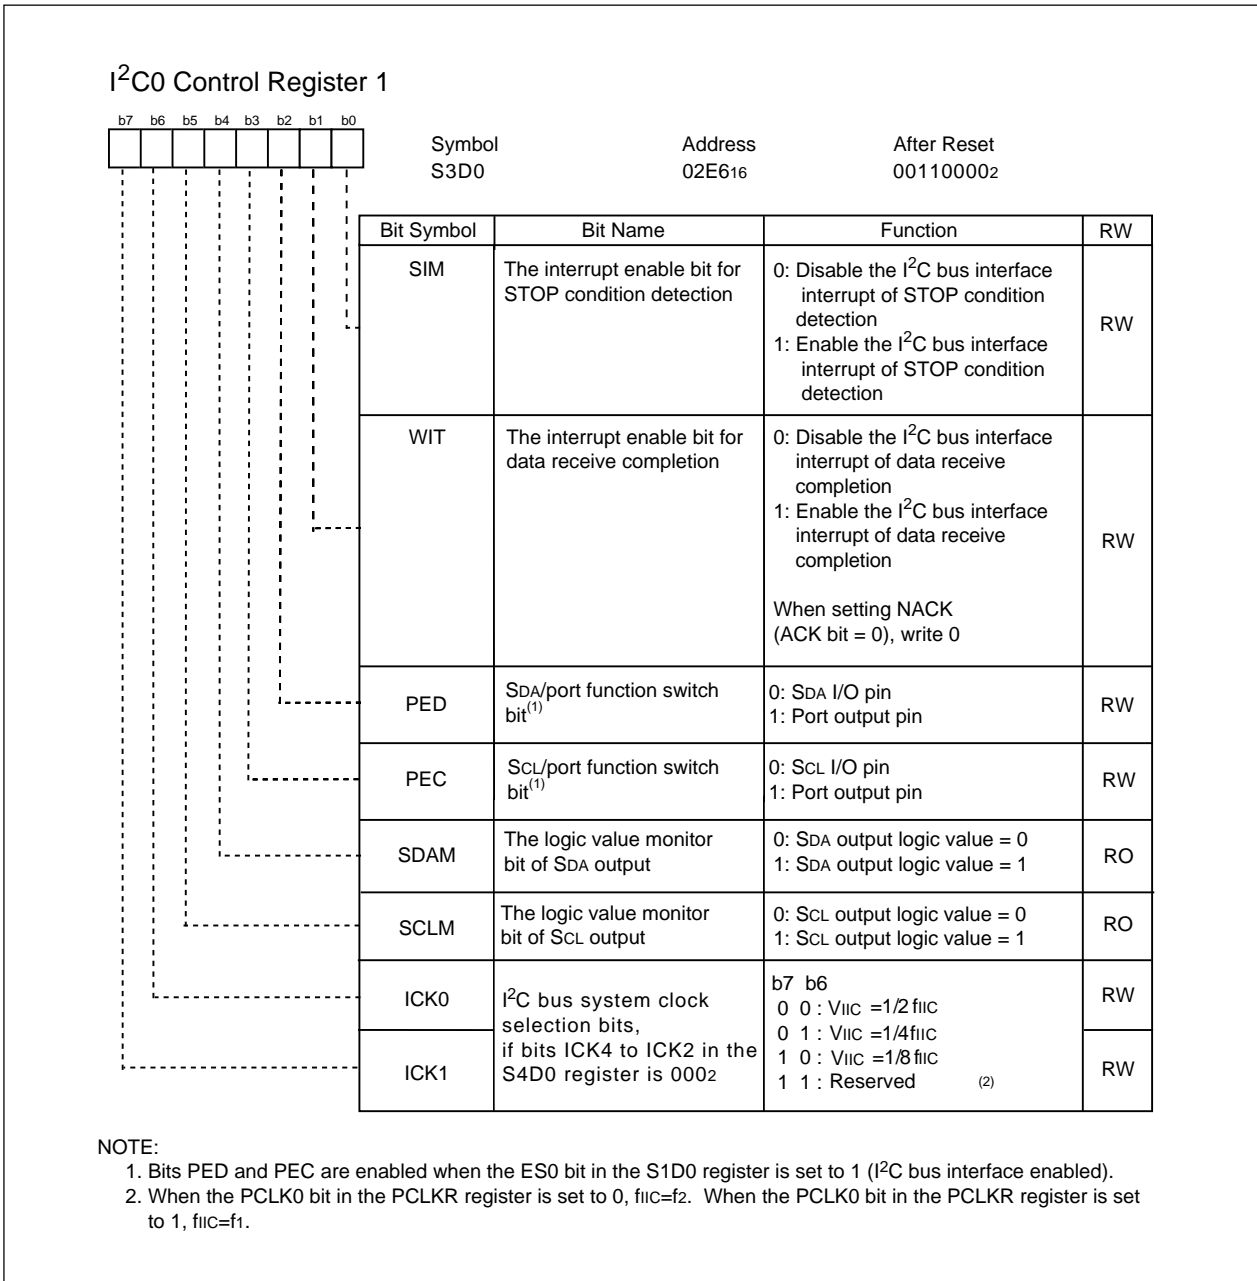 I²C0 Control Register 1
b7 b6 b5 b4 b3 b2 b1 b0
Symbol Address After Reset
S3D0 02E616 001100002
Bit Symbol Bit Name Function RW
SIM
The interrupt enable bit for
STOP condition detection
0: Disable the I²C bus interface
interrupt of STOP condition
detection
1: Enable the I²C bus interface
interrupt of STOP condition
detection
RW
WIT
The interrupt enable bit for
data receive completion
0: Disable the I²C bus interface
interrupt of data receive
completion
1: Enable the I²C bus interface
interrupt of data receive
completion
When setting NACK
(ACK bit = 0), write 0
RW
PED
SDA/port function switch
bit(1)
0: SDA I/O pin
1: Port output pin
RW
PEC
SCL/port function switch
bit(1)
0: SCL I/O pin
1: Port output pin
RW
SDAM
The logic value monitor
bit of SDA output
0: SDA output logic value = 0
1: SDA output logic value = 1
RO
SCLM
The logic value monitor
bit of SCL output
0: SCL output logic value = 0
1: SCL output logic value = 1
RO
ICK0
ICK1
I²C bus system clock
selection bits,
if bits ICK4 to ICK2 in the
S4D0 register is 0002
b7 b6
0 0 : VIIC =1/2 fIIC
0 1 : VIIC =1/4fIIC
1 0 : VIIC =1/8 fIIC
1 1 : Reserved (2)
RW
RW
NOTE:
1. Bits PED and PEC are enabled when the ES0 bit in the S1D0 register is set to 1 (I²C bus interface enabled).
2. When the PCLK0 bit in the PCLKR register is set to 0, fIIC=f2. When the PCLK0 bit in the PCLKR register is set
to 1, fIIC=f1.